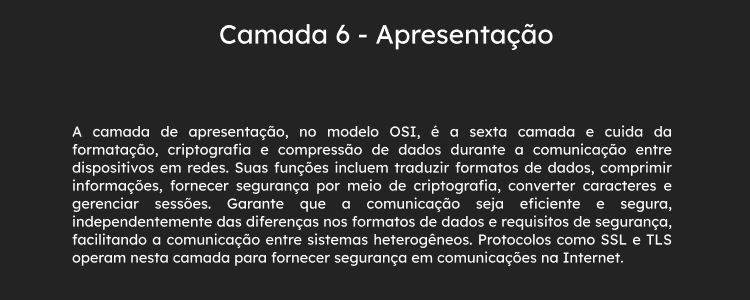 Camada 6 - Apresentação
A camada de apresentação, no modelo OSI, é a sexta camada e cuida da
formatação, criptografia e compressão de dados durante a comunicação entre
dispositivos em redes. Suas funções incluem traduzir formatos de dados, comprimir
informações, fornecer segurança por meio de criptografia, converter caracteres e
gerenciar sessões. Garante que a comunicação seja eficiente e segura,
independentemente das diferenças nos formatos de dados e requisitos de segurança,
facilitando a comunicação entre sistemas heterogêneos. Protocolos como SSL e TLS
operam nesta camada para fornecer segurança em comunicações na Internet.